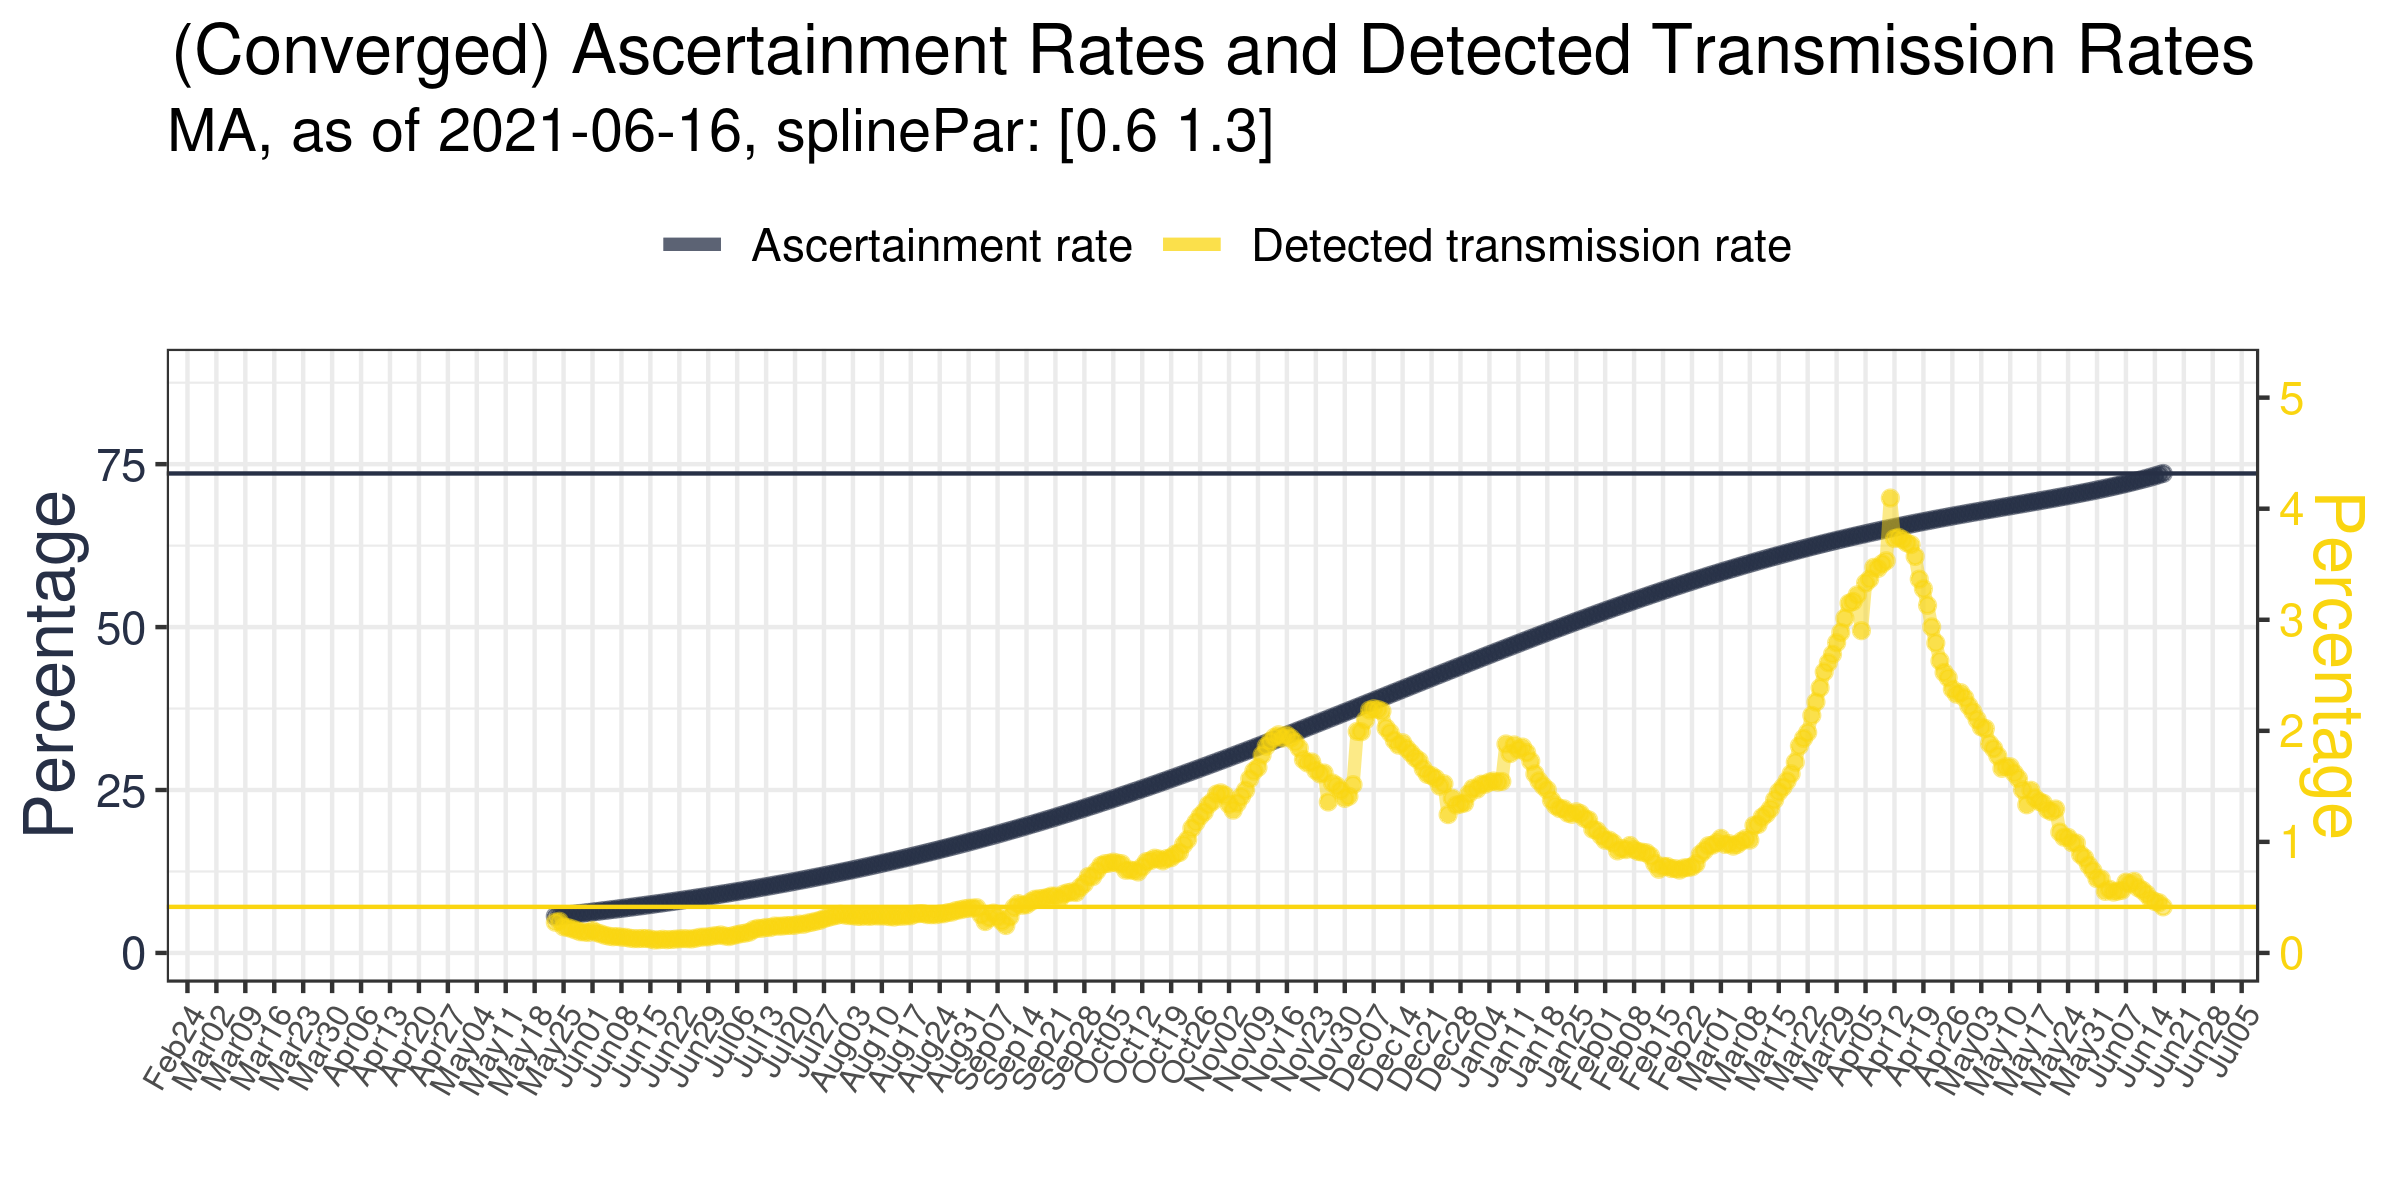 (Converged) Ascertainment Rates and Detected Transmission Rates
MA, as of 2021-06-16, splinePar: [0.6 1.3]
Ascertainment rate
Detected transmission rate
Percentage
75
50
25
0
5
4
3
2
1
0
Percentage
Feb24
Mar02
Mar09
Mar16
Mar23
Mar30
Apr06
Apr13
Apr20
Apr27
May04
May11
May18
May25
Jun01
Jun08
Jun15
Jun22
Jun29
Jul06
Jul13
Jul20
Jul27
Aug03
Aug10
Aug17
Aug24
Aug31
Sep07
Sep14
Sep21
Sep28
Oct05
Oct12
Oct19
Oct26
Nov02
Nov09
Nov16
Nov23
Nov30
Dec07
Dec14
Dec21
Dec28
Jan04
Jan11
Jan18
Jan25
Feb01
Feb08
Feb15
Feb22
Mar01
Mar08
Mar15
Mar22
Mar29
Apr05
Apr12
Apr19
Apr26
May03
May10
May17
May24
May31
Jun07
Jun14
Jun21
Jun28
Jul05